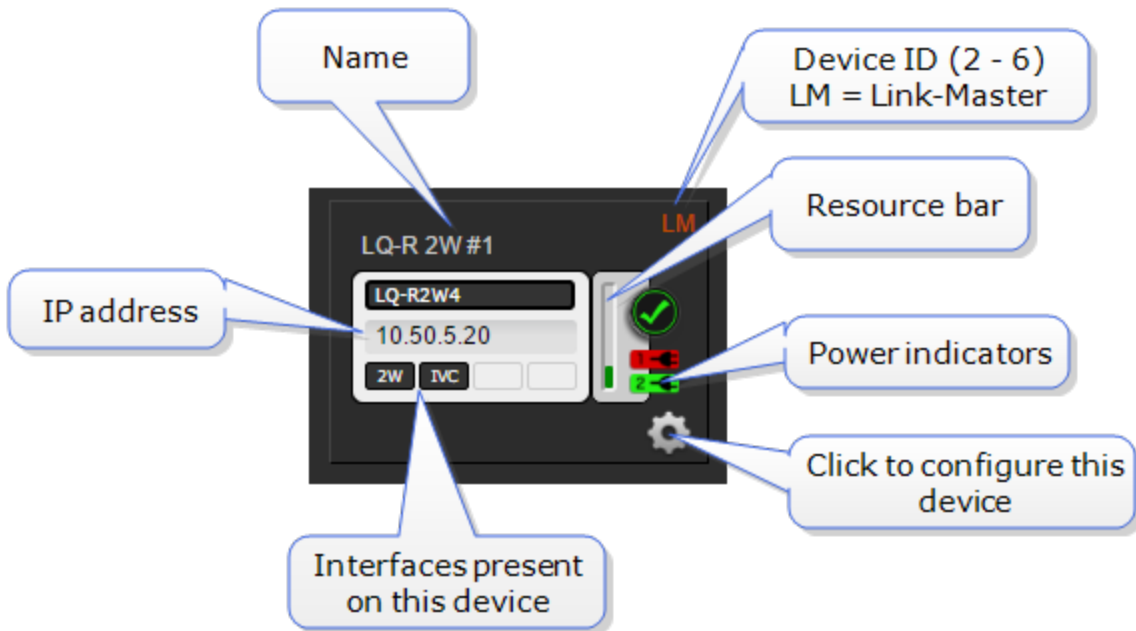 Name
Device ID (2 - 6)
LM = Link-Master
Resource bar
LM
LQ-R 2W #1
IP address
LQ-R2W4
10.50.5.20
2W IVC
1
2
Power indicators
Click to configure this
device
Interfaces present
on this device